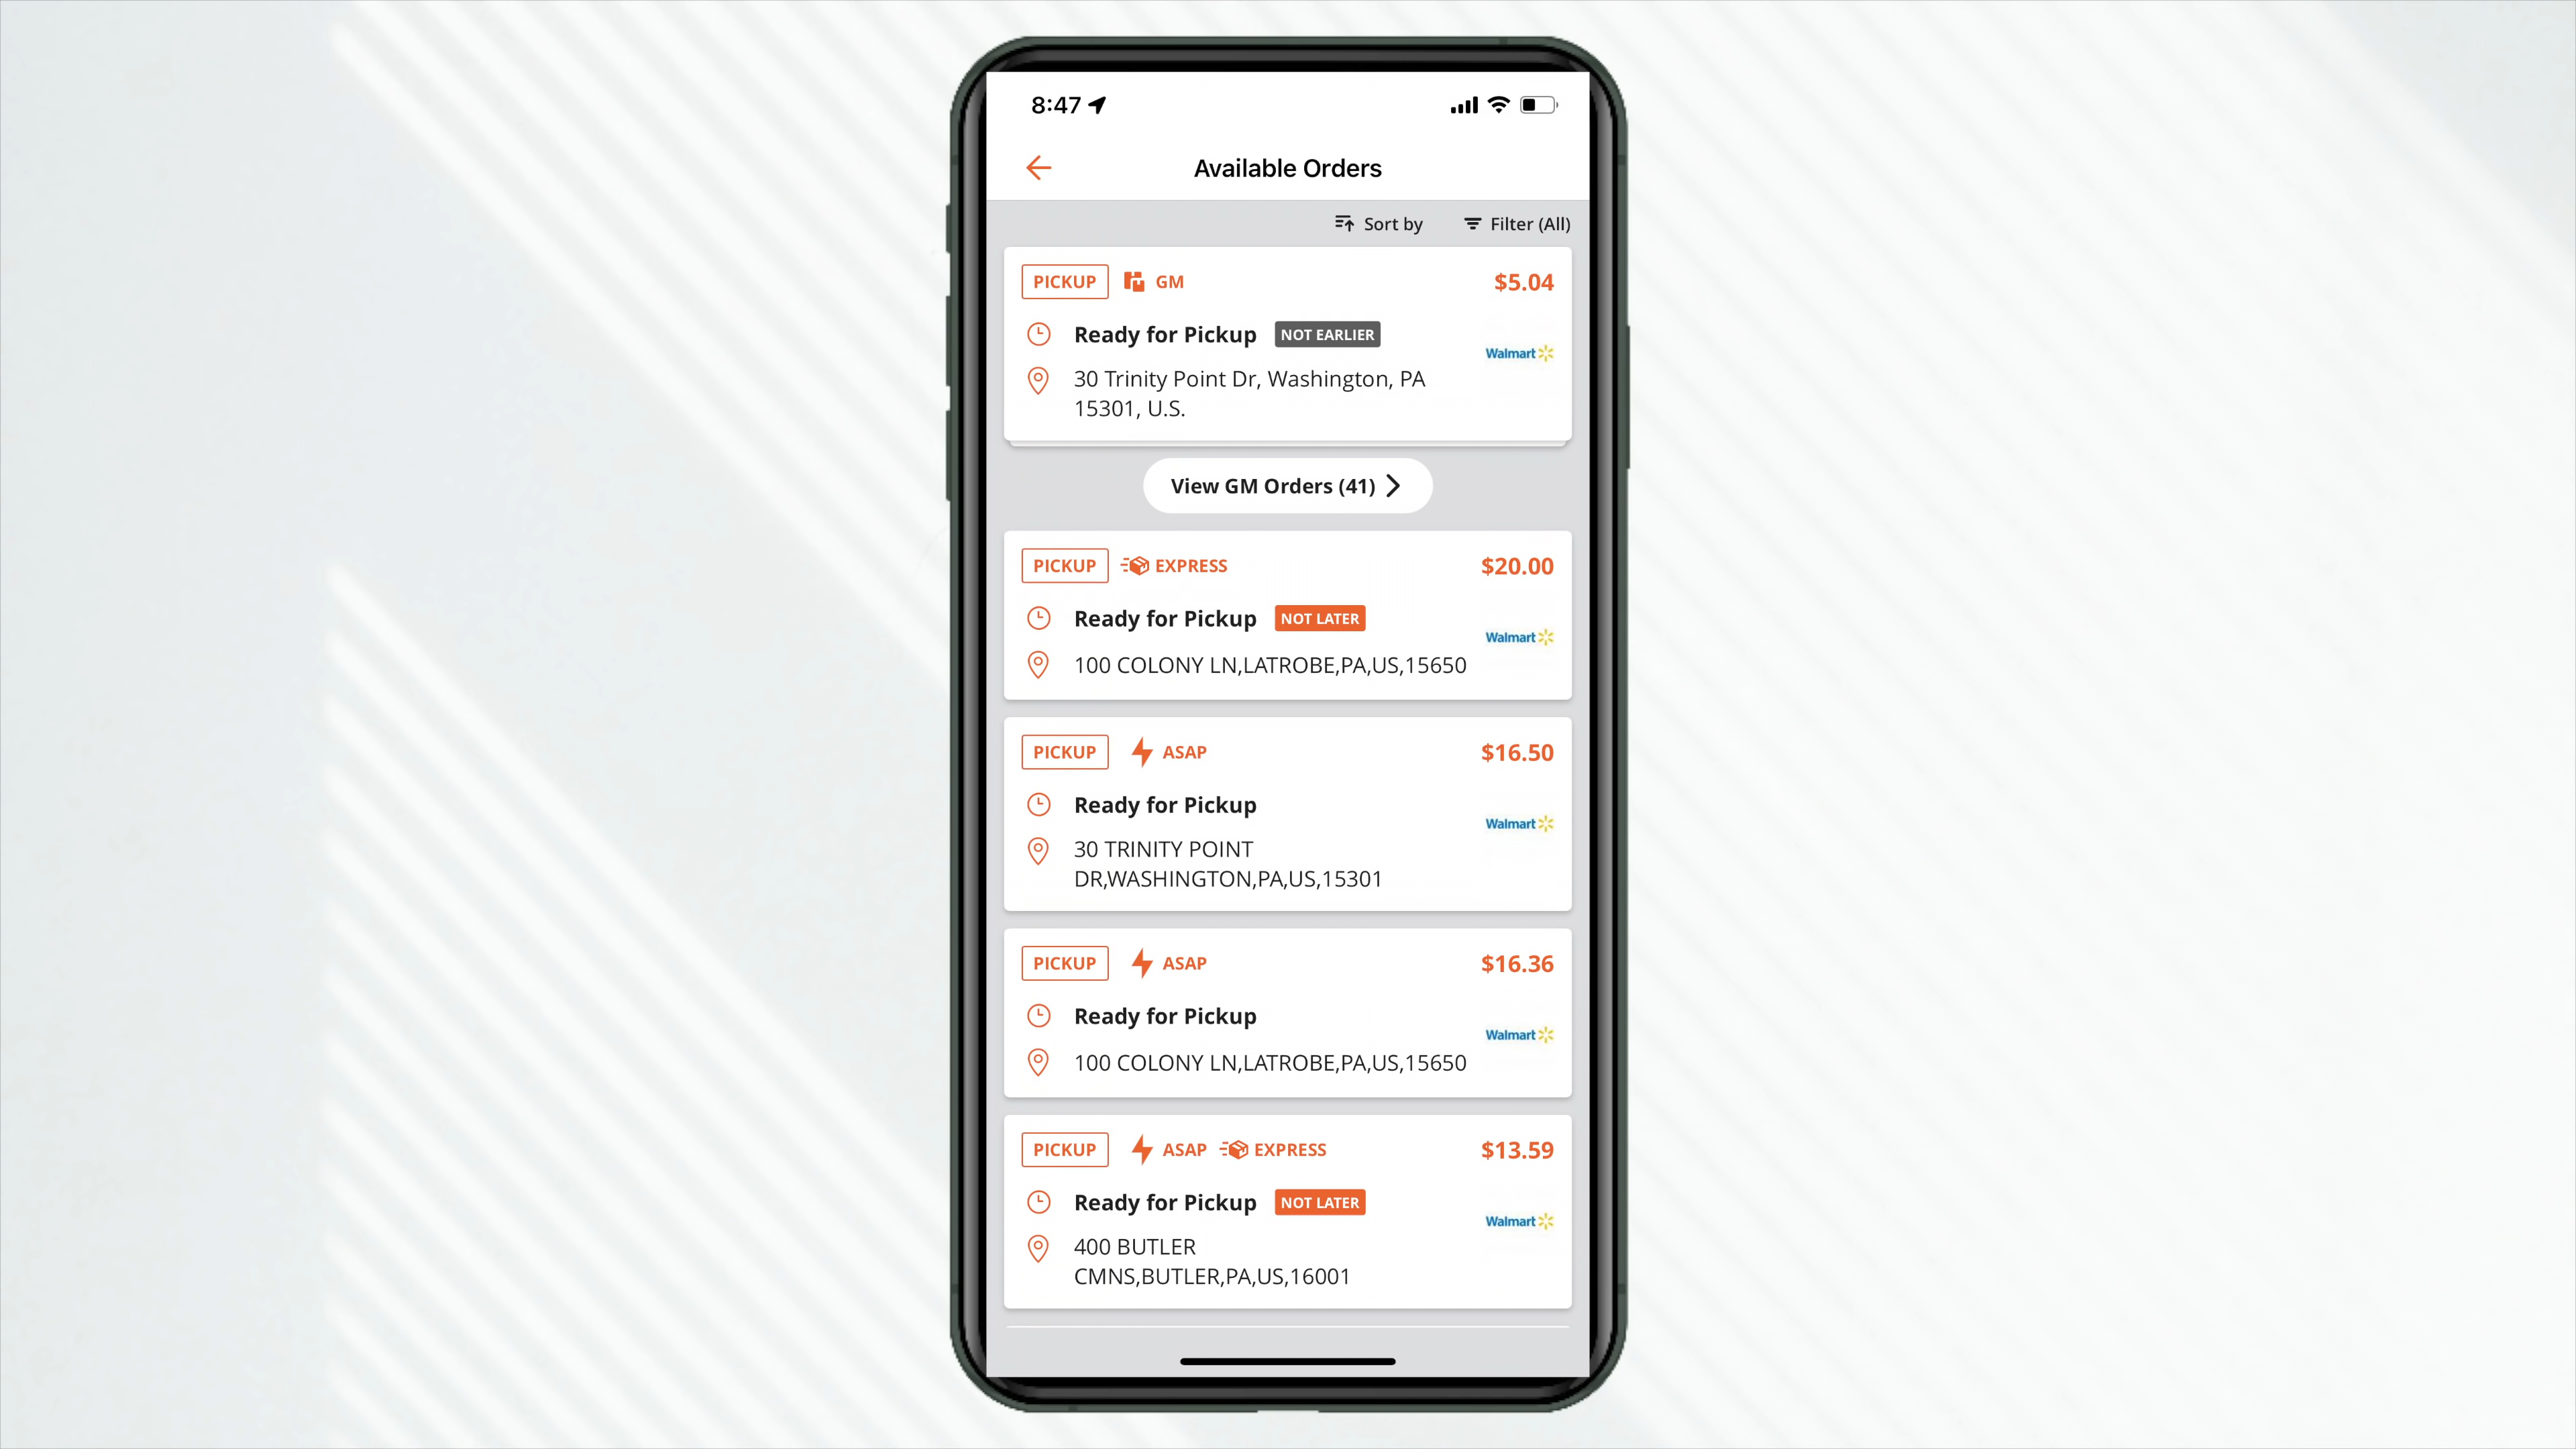 8:47
Available Orders
Sort by Filter (All)
PICKUP GM $5.04
Ready for Pickup NOT EARLIER
Walmart
30 Trinity Point Dr, Washington, PA
15301, U.S.
View GM Orders (41)
PICKUP EXPRESS $20.00
Ready for Pickup NOT LATER
Walmart
100 COLONY LN,LATROBE,PA,US,15650
PICKUP ASAP $16.50
Ready for Pickup
Walmart
30 TRINITY POINT
DR,WASHINGTON,PA,US,15301
PICKUP ASAP $16.36
Ready for Pickup
Walmart
100 COLONY LN,LATROBE,PA,US,15650
PICKUP ASAP EXPRESS $13.59
Ready for Pickup NOT LATER
Walmart
400 BUTLER
CMNS,BUTLER,PA,US,16001